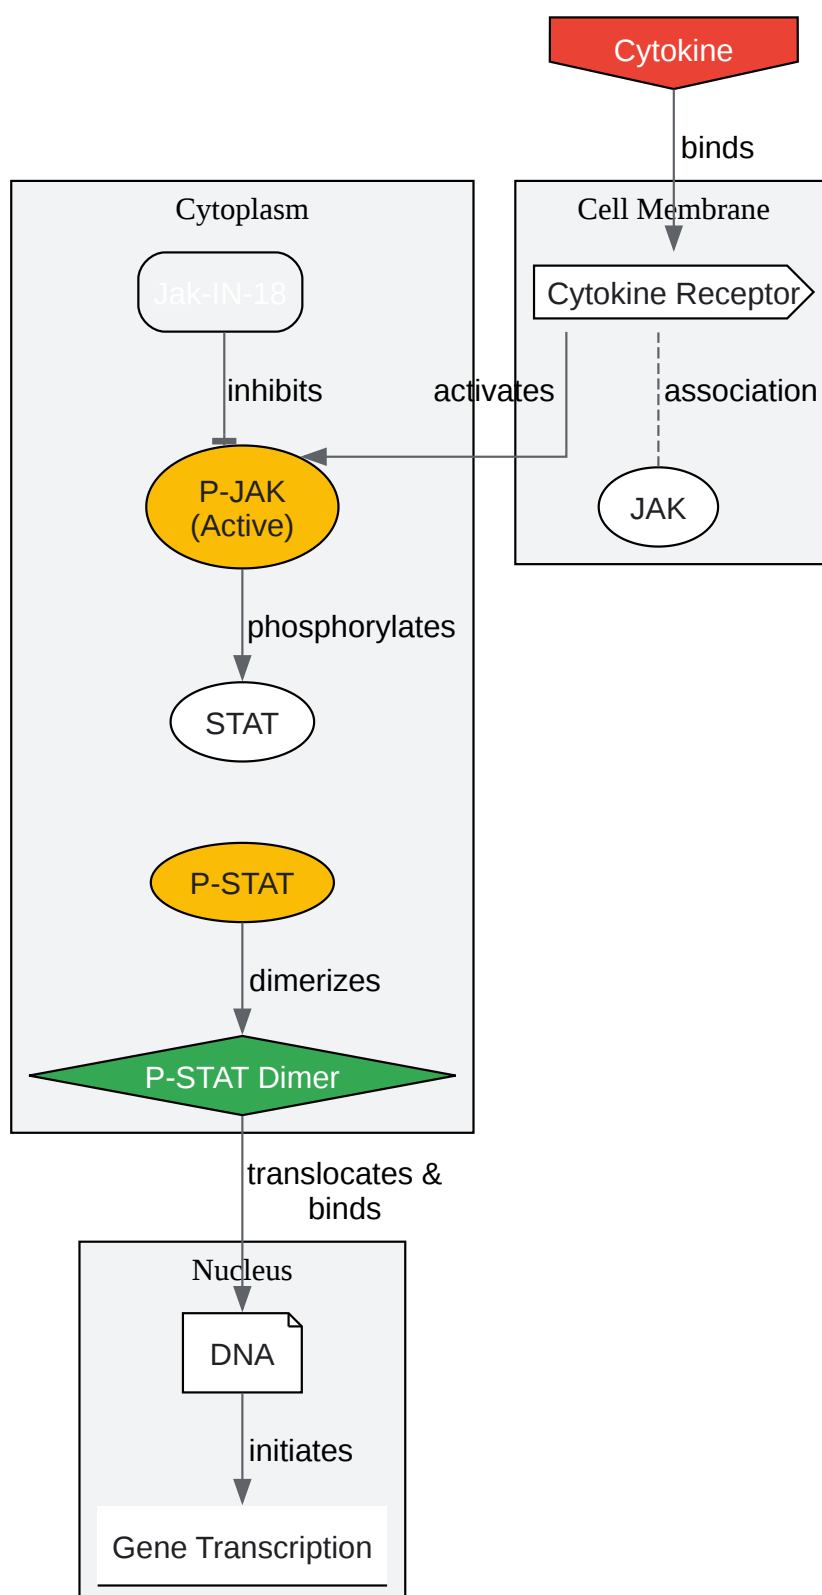 Cytokine
binds
Cytoplasm
Cell Membrane
Jak-IN-18
Cytokine Receptor
inhibits
activates
association
P-JAK
(Active)
JAK
phosphorylates
STAT
P-STAT
dimerizes
P-STAT Dimer
translocates &
binds
Nucleus
DNA
initiates
Gene Transcription